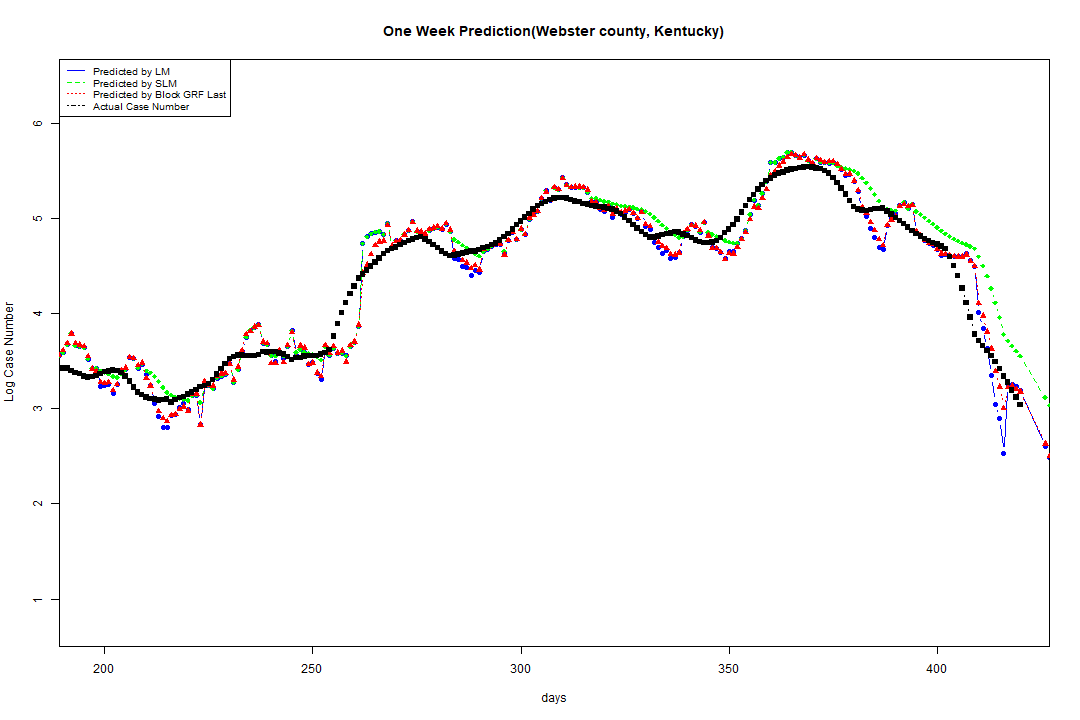 One Week Prediction(Webster county, Kentucky)
Predicted by LM
Predicted by SLM
Predicted by Block GRF Last
Actual Case Number
6
5
4
3
2
1
Log Case Number
200 250 300 350 400
days